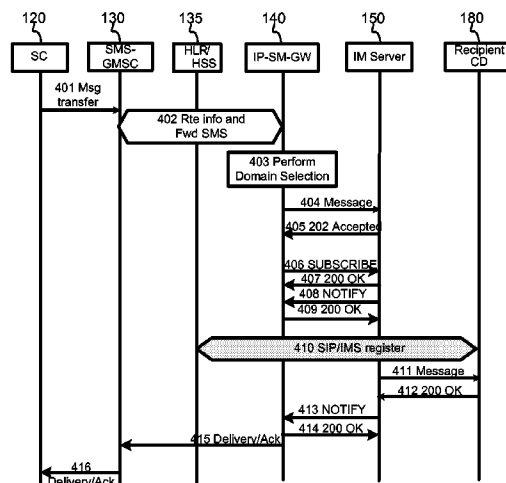 120
130
135
140
150
180
SC
SMS-
GMSC
HLR/
HSS
IP-SM-GW
IM Server
Recipient
CD
401 Msg
transfer
402 Rte info and
Fwd SMS
403 Perform
Domain Selection
404 Message
405 202 Accepted
406 SUBSCRIBE
407 200 OK
408 NOTIFY
409 200 OK
410 SIP/IMS register
411 Message
412 200 OK
413 NOTIFY
414 200 OK
415 Delivery/Ack
416
Delivery/Ack